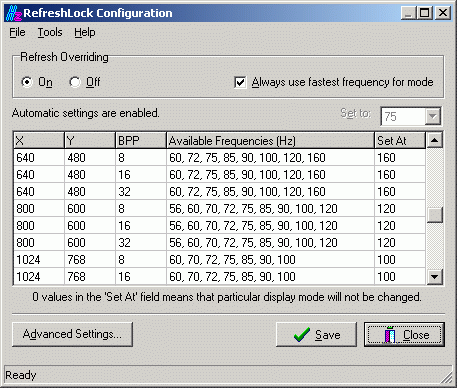 RefreshLock Configuration
File Tools Help
Refresh Overriding
On Off Always use fastest frequency for mode
Automatic settings are enabled. Set to: 75
X Y BPP Available Frequencies (Hz) Set At
640 480 8 60, 72, 75, 85, 90, 100, 120, 160 160
640 480 16 60, 72, 75, 85, 90, 100, 120, 160 160
640 480 32 60, 72, 75, 85, 90, 100, 120, 160 160
800 600 8 56, 60, 70, 72, 75, 85, 90, 100, 120 120
800 600 16 56, 60, 70, 72, 75, 85, 90, 100, 120 120
800 600 32 56, 60, 70, 72, 75, 85, 90, 100, 120 120
1024 768 8 60, 70, 72, 75, 85, 90, 100 100
1024 768 16 60, 70, 72, 75, 85, 90, 100 100
0 values in the 'Set At' field means that particular display mode will not be changed.
Advanced Settings... Save Close
Ready